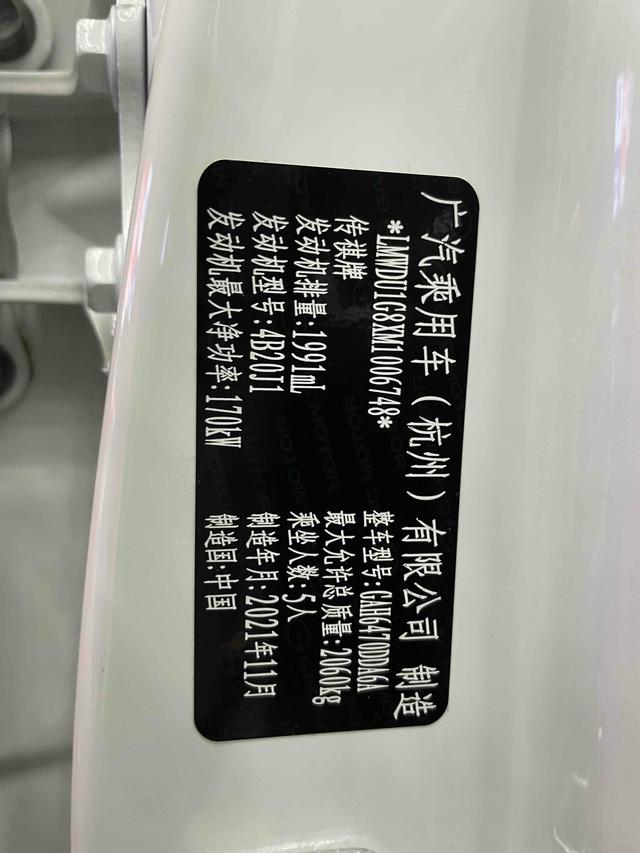 广汽乘用车（杭州）有限公司 制造
*LMWDU1G8XM1006748* 整车型号:GAH6470DDA6A
传祺牌 最大允许总质量:2060kg
发动机排量:1991mL 乘坐人数:5人
发动机型号:4B20J1 制造年月:2021年11月
发动机最大净功率:170kW 制造国:中国